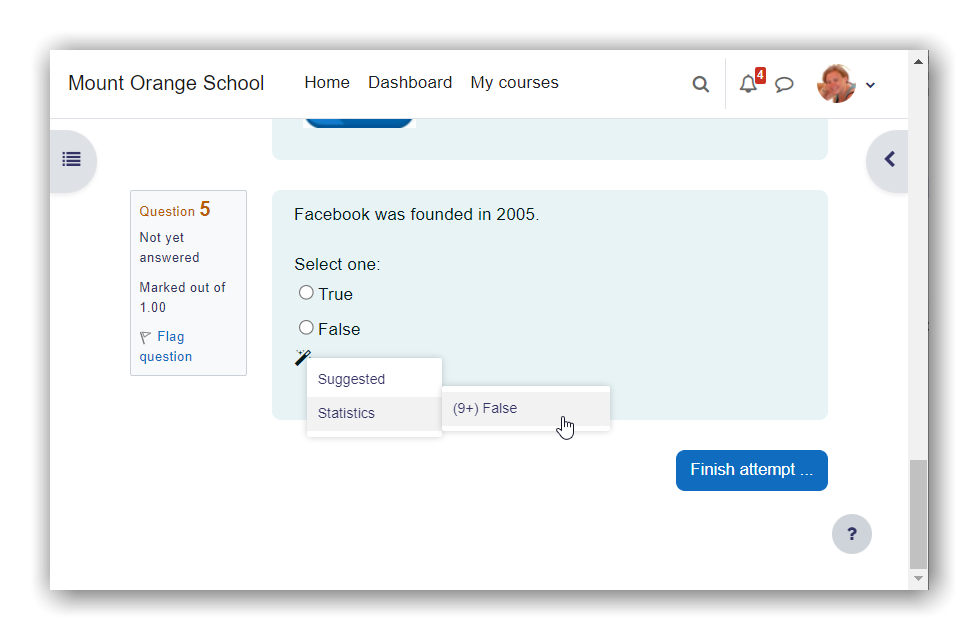 Mount Orange School Home Dashboard My courses 4
Question 5
Not yet
answered
Marked out of
1.00
Flag
question
Facebook was founded in 2005.
Select one:
True
False
Suggested
Statistics
(9+) False
Finish attempt ...
?